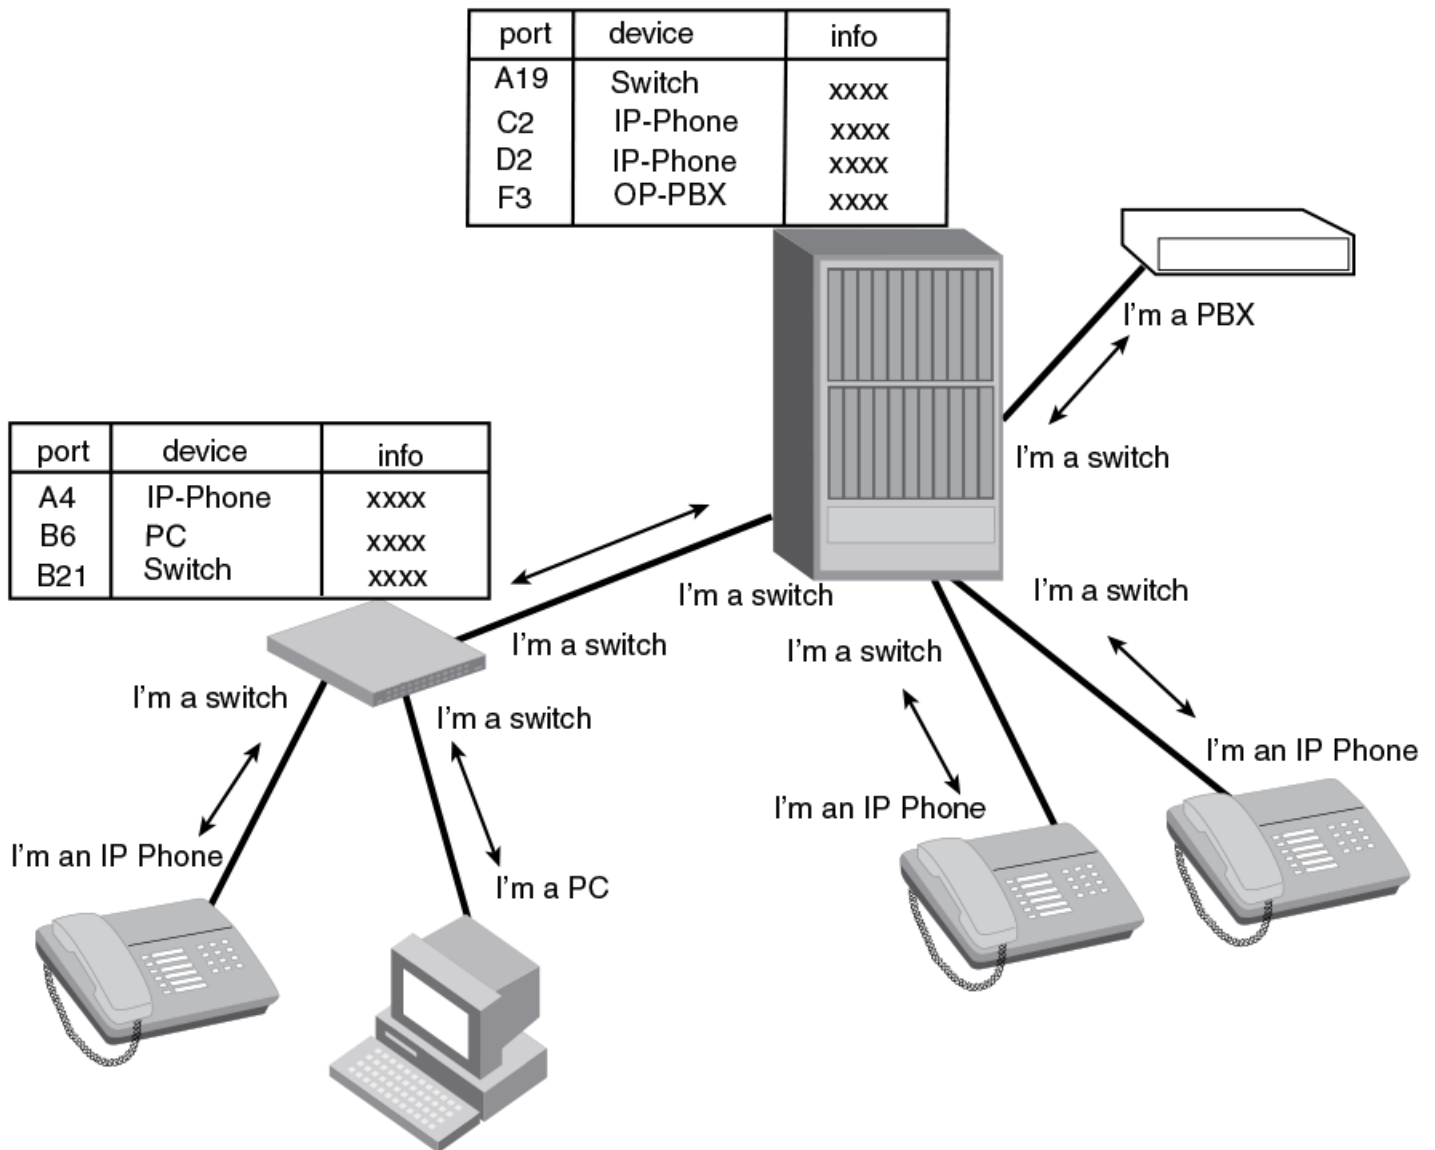 port device info
A19 Switch xxxx
C2 IP-Phone xxxx
D2 IP-Phone xxxx
F3 OP-PBX xxxx
I'm a PBX
I'm a switch
port device info
A4 IP-Phone xxxx
B6 PC xxxx
B21 Switch xxxx
I'm a switch
I'm a switch
I'm a switch
I'm a switch
I'm a switch
I'm a switch
I'm an IP Phone
I'm an IP Phone
I'm an IP Phone
I'm a PC